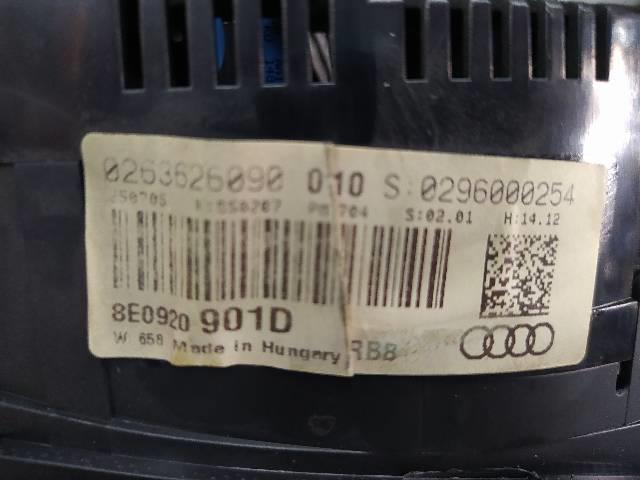 0263626090 010 S:0296000254
S:02.01 H:14.12
8E0920 901D
W 658 Made in Hungary RB8